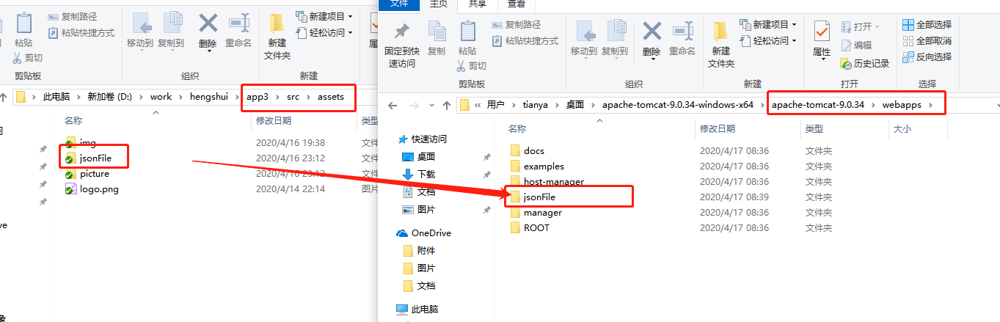 复制路径
粘贴快捷方式
粘贴
剪切
剪贴板
移动到 复制到 删除 重命名
组织
新建
文件夹
新建项目
轻松访问
新建
此电脑 新加卷 (D:) work hengshui app3 src assets
名称 修改日期
img 2020/4/16 19:38 文件
jsonFile 2020/4/16 23:12 文件
picture 2020/4/16 23:12 文件
logo.png 2020/4/14 22:14 图片
文件 主页 共享 查看
固定到快
速访问
复制
粘贴
复制路径
粘贴快捷方式
剪切
剪贴板
移动到 复制到 删除 重命名
组织
新建
文件夹
新建项目
轻松访问
新建
属性
打开
编辑
历史记录
打开
全部选择
全部取消
反向选择
选择
« 用户 tianya 桌面 apache-tomcat-9.0.34-windows-x64 apache-tomcat-9.0.34 webapps
快速访问
桌面
下载
文档
图片
OneDrive
附件
图片
文档
此电脑
名称 修改日期 类型 大小
docs 2020/4/17 08:36 文件夹
examples 2020/4/17 08:36 文件夹
host-manager 2020/4/17 08:36 文件夹
jsonFile 2020/4/17 08:39 文件夹
manager 2020/4/17 08:36 文件夹
ROOT 2020/4/17 08:36 文件夹